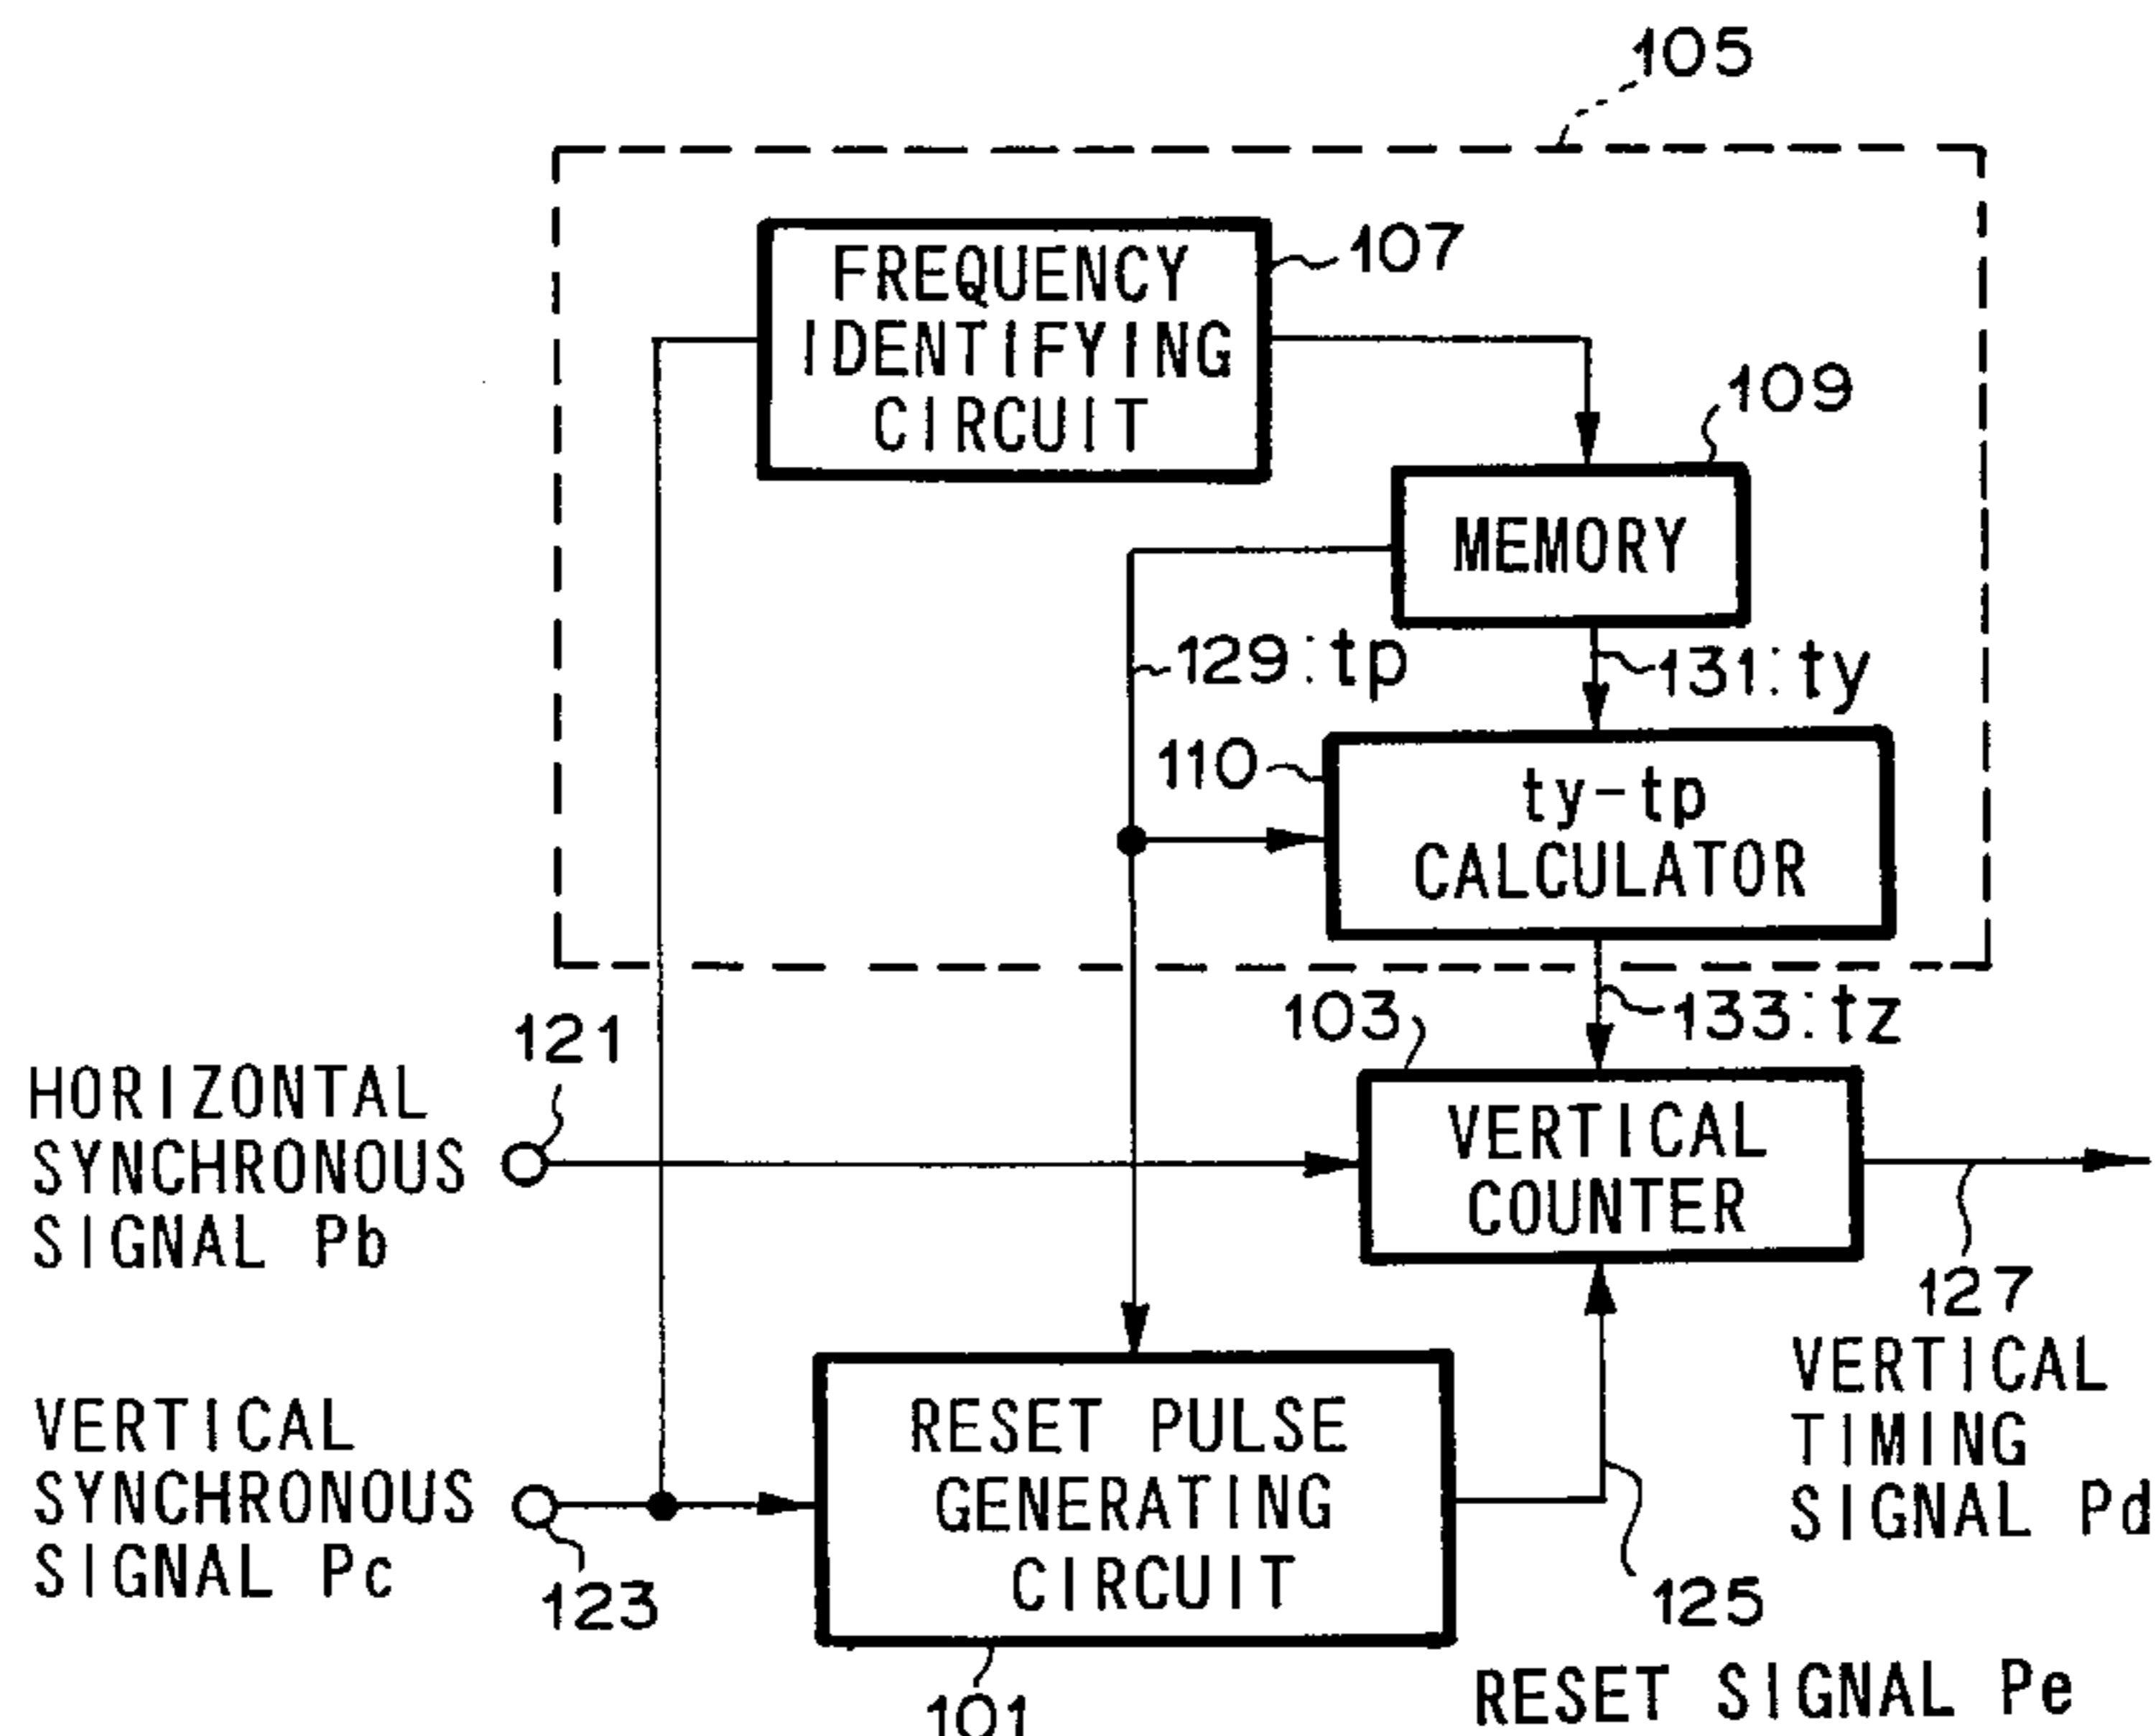 105
FREQUENCY
IDENTIFYING
CIRCUIT
107
109
MEMORY
129:tp
131:ty
110
ty-tp
CALCULATOR
133:tz
103
121
HORIZONTAL
SYNCHRONOUS
SIGNAL Pb
VERTICAL
COUNTER
127
VERTICAL
TIMING
SIGNAL Pd
VERTICAL
SYNCHRONOUS
SIGNAL Pc
123
RESET PULSE
GENERATING
CIRCUIT
101
125
RESET SIGNAL Pe